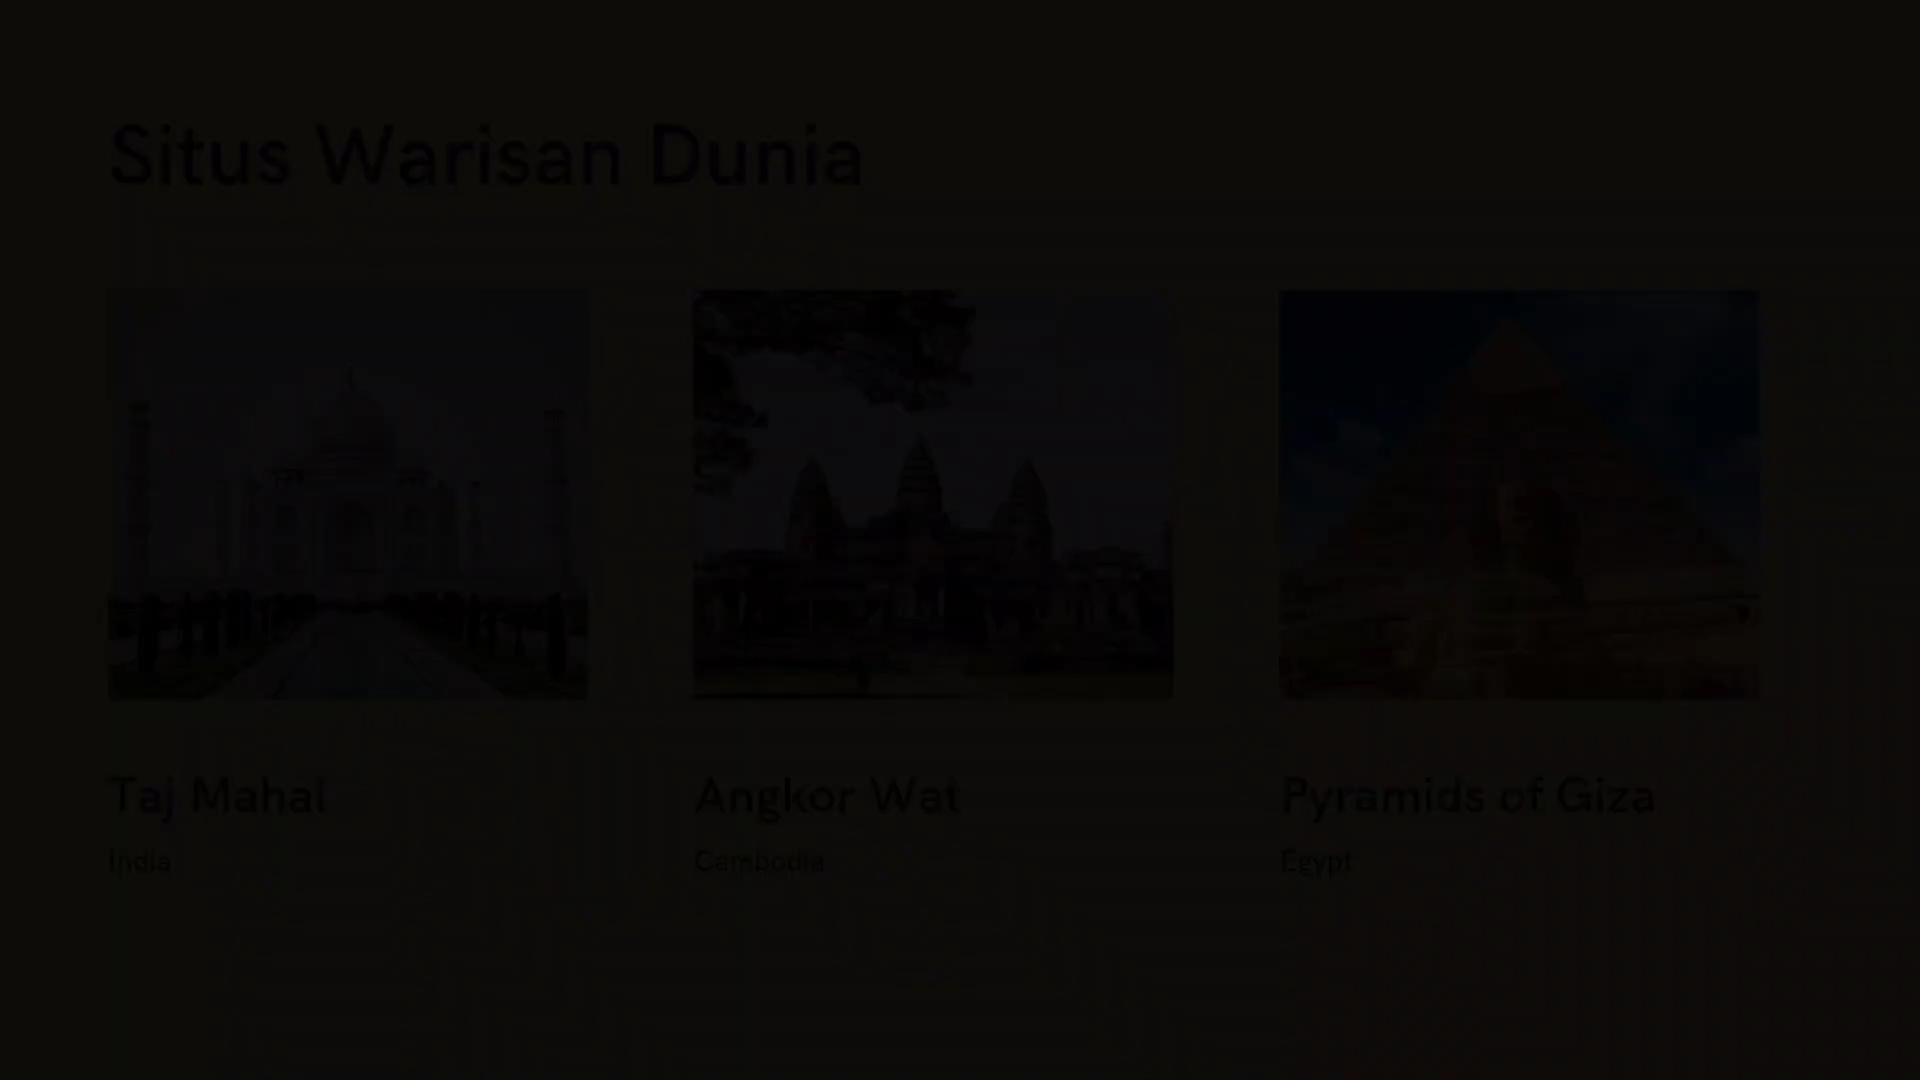 Situs Warisan Dunia
Taj Mahal
Angkor Wat
Pyramids of Giza
India
Cambodia
Egypt